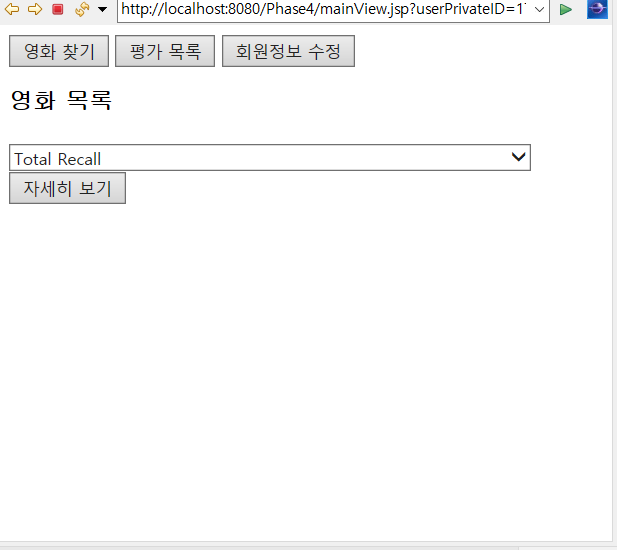 http://localhost:8080/Phase4/mainView.jsp?userPrivateID=1
영화 찾기 평가 목록 회원정보 수정
영화 목록
Total Recall
자세히 보기